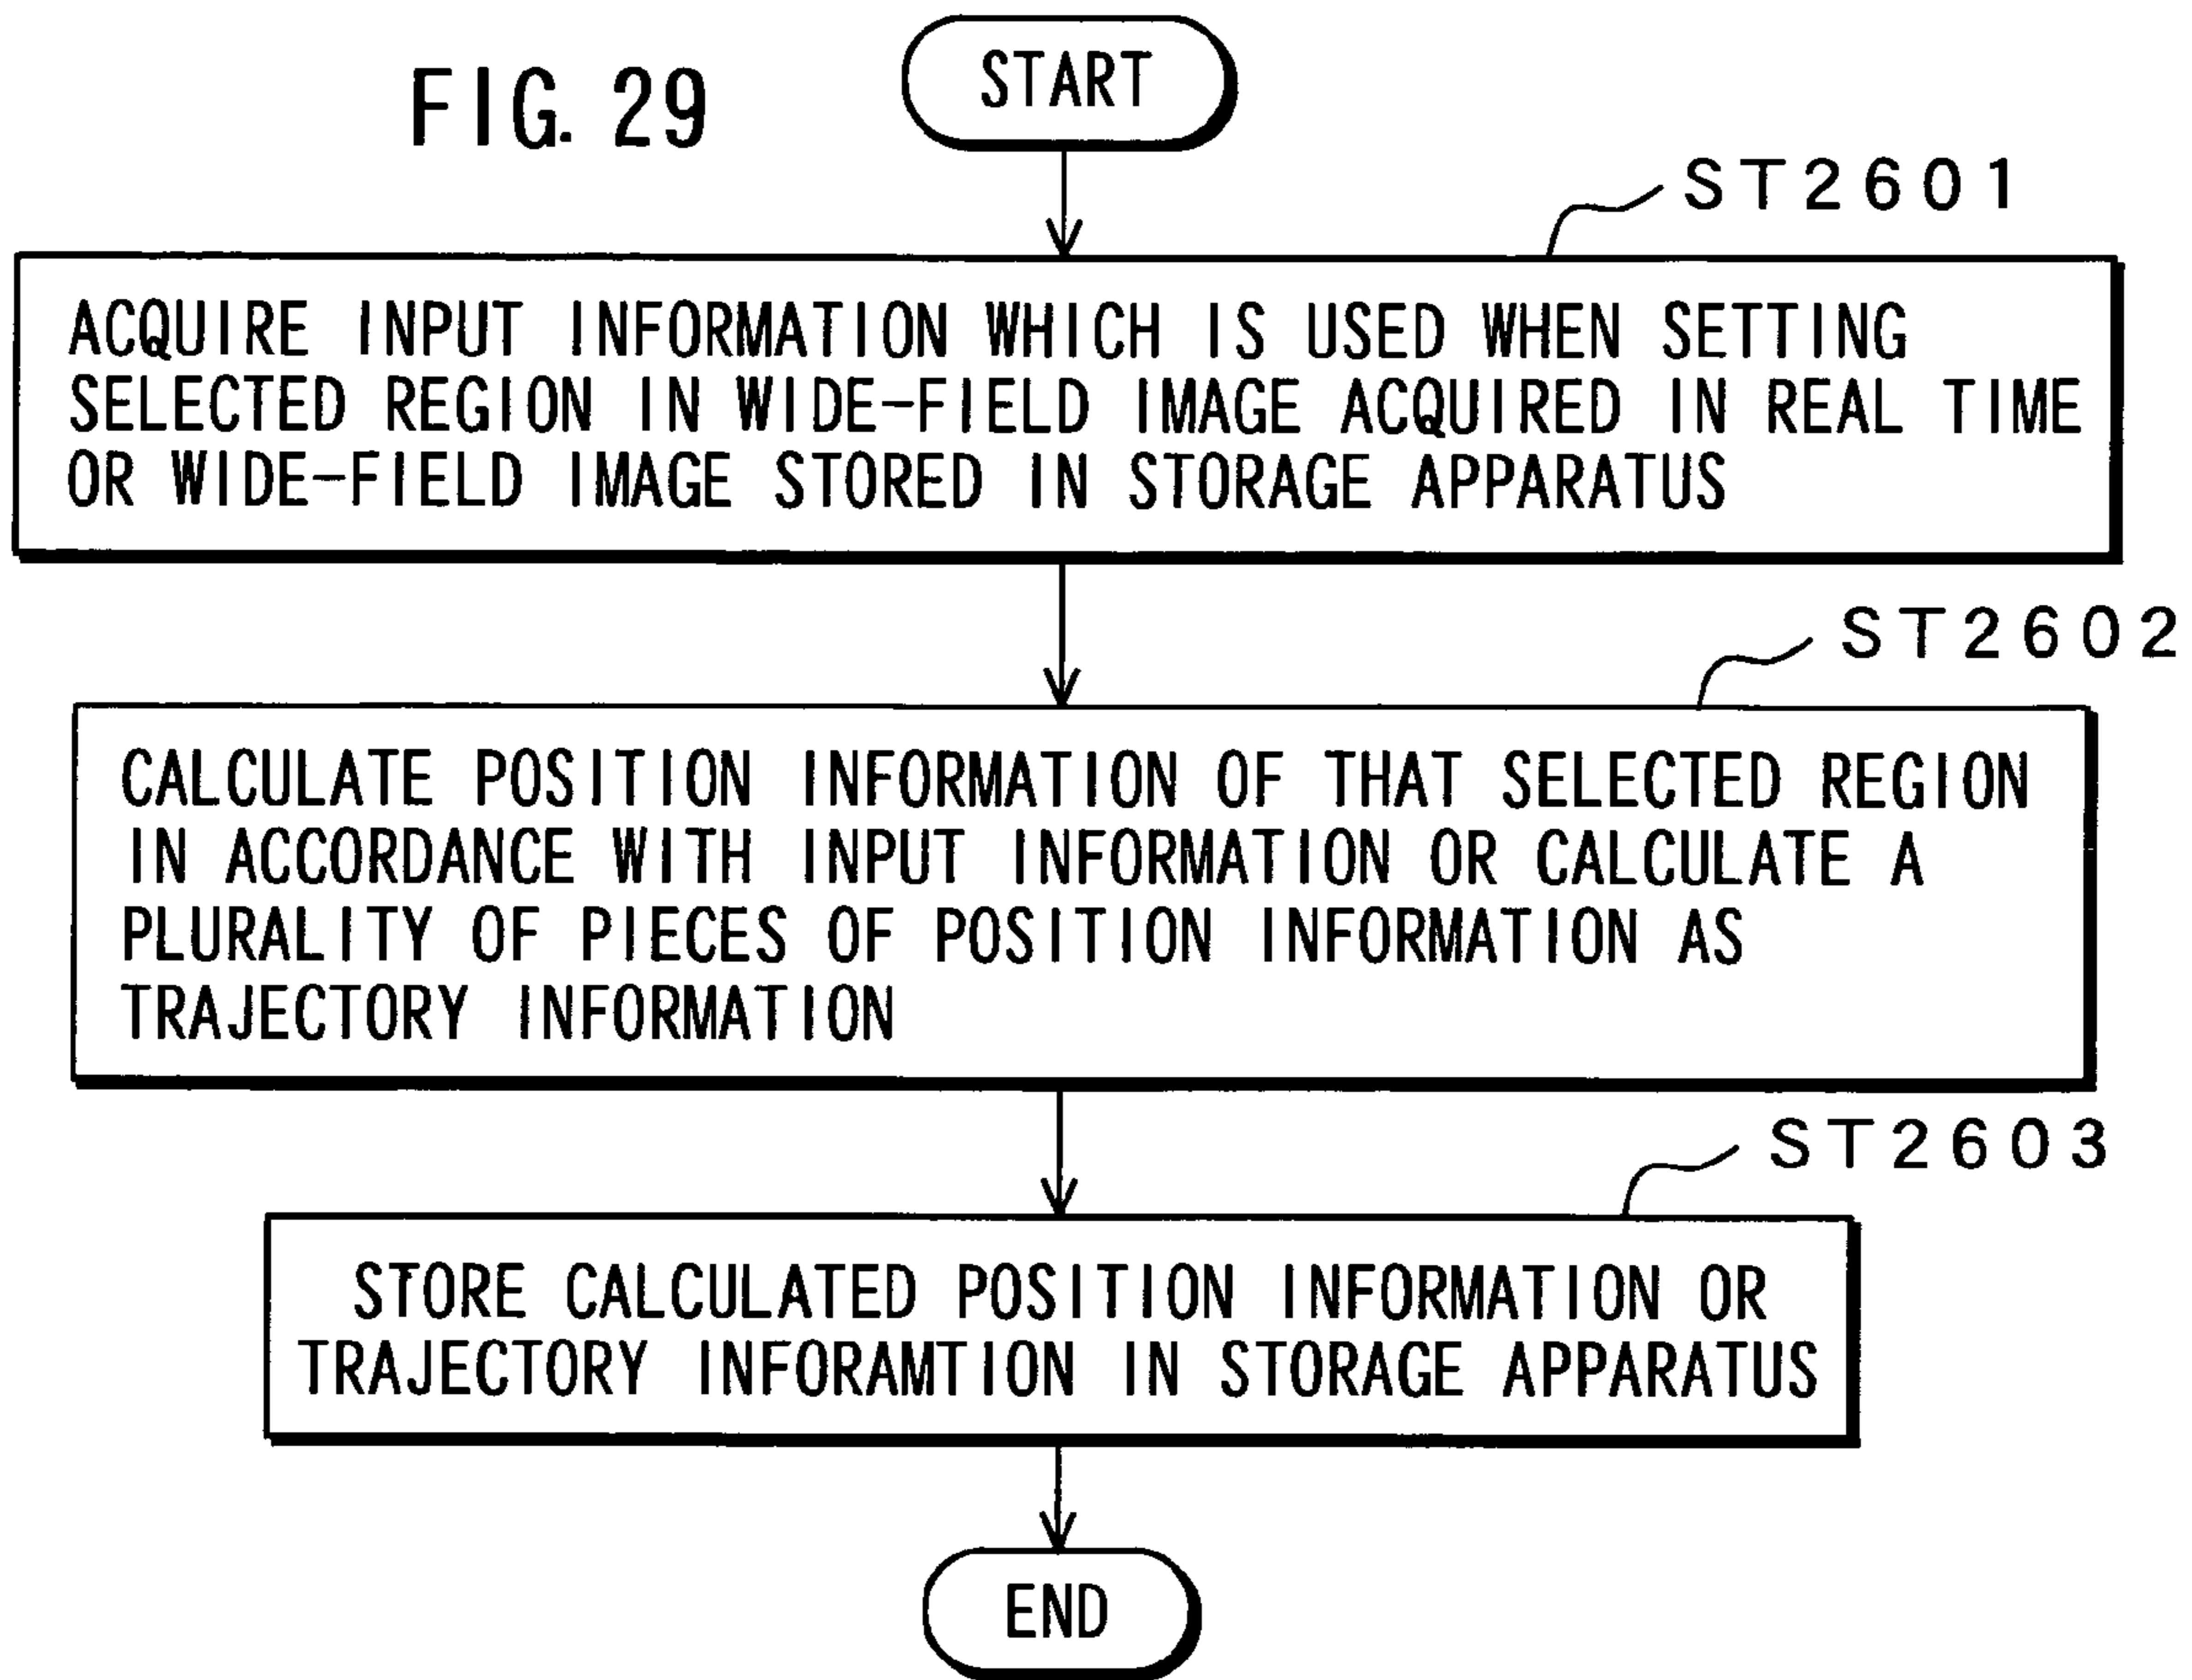 FIG. 29
START
ST2601
ACQUIRE INPUT INFORMATION WHICH IS USED WHEN SETTING
SELECTED REGION IN WIDE-FIELD IMAGE ACQUIRED IN REAL TIME
OR WIDE-FIELD IMAGE STORED IN STORAGE APPARATUS
ST2602
CALCULATE POSITION INFORMATION OF THAT SELECTED REGION
IN ACCORDANCE WITH INPUT INFORMATION OR CALCULATE A
PLURALITY OF PIECES OF POSITION INFORMATION AS
TRAJECTORY INFORMATION
ST2603
STORE CALCULATED POSITION INFORMATION OR
TRAJECTORY INFORAMTION IN STORAGE APPARATUS
END